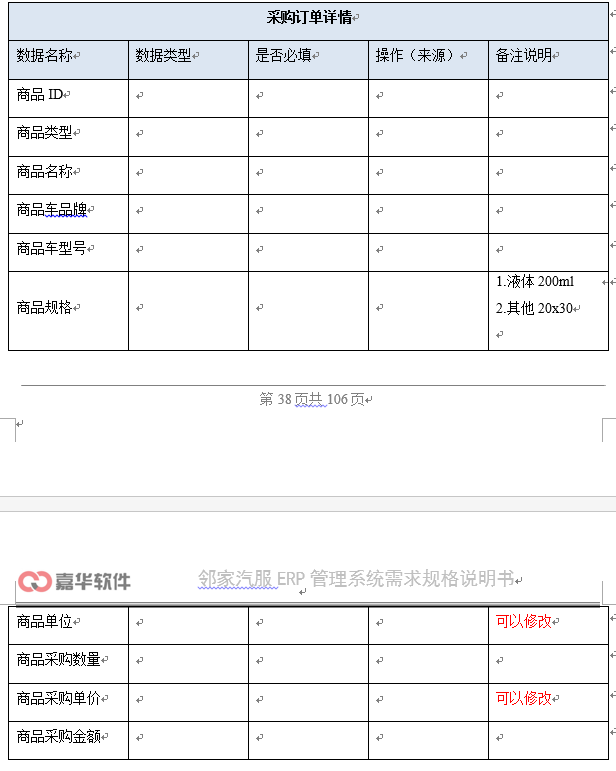 采购订单详情
数据名称 数据类型 是否必填 操作（来源） 备注说明
商品 ID
商品类型
商品名称
商品车品牌
商品车型号
商品规格
1.液体 200ml
2.其他 20x30
第 38 页共 106 页
嘉华软件 邻家汽服 ERP 管理系统需求规格说明书
商品单位 可以修改
商品采购数量
商品采购单价 可以修改
商品采购金额